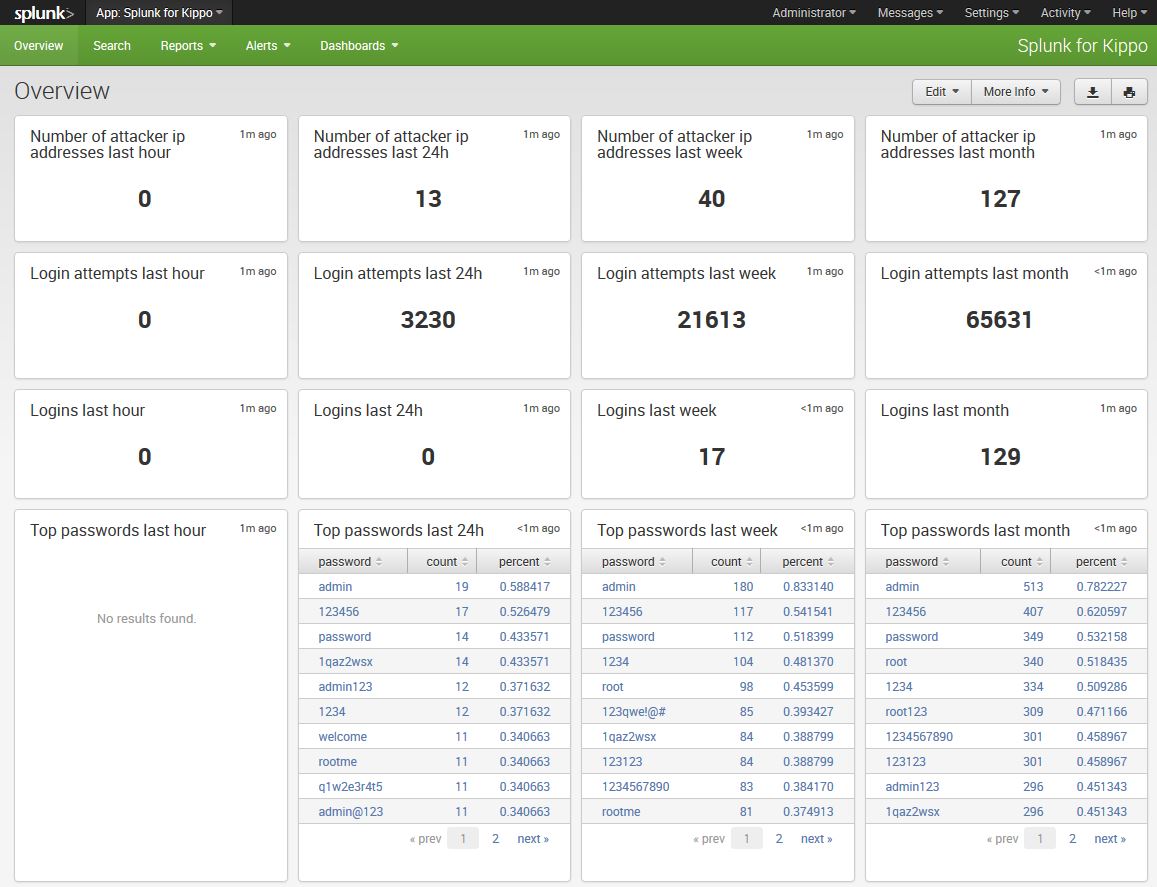 splunk> App: Splunk for Kippo Administrator Messages Settings Activity Help
Overview Search Reports Alerts Dashboards Splunk for Kippo
Overview Edit More Info
Number of attacker ip addresses last hour 1m ago
0
Number of attacker ip addresses last 24h 1m ago
13
Number of attacker ip addresses last week 1m ago
40
Number of attacker ip addresses last month 1m ago
127
Login attempts last hour 1m ago
0
Login attempts last 24h 1m ago
3230
Login attempts last week 1m ago
21613
Login attempts last month <1m ago
65631
Logins last hour 1m ago
0
Logins last 24h 1m ago
0
Logins last week <1m ago
17
Logins last month 1m ago
129
Top passwords last hour 1m ago
No results found.
Top passwords last 24h <1m ago
password count percent
admin 19 0.588417
123456 17 0.526479
password 14 0.433571
1qaz2wsx 14 0.433571
admin123 12 0.371632
1234 12 0.371632
welcome 11 0.340663
rootme 11 0.340663
q1w2e3r4t5 11 0.340663
admin@123 11 0.340663
« prev 1 2 next »
Top passwords last week <1m ago
password count percent
admin 180 0.833140
123456 117 0.541541
password 112 0.518399
1234 104 0.481370
root 98 0.453599
123qwe!@# 85 0.393427
1qaz2wsx 84 0.388799
123123 84 0.388799
1234567890 83 0.384170
rootme 81 0.374913
« prev 1 2 next »
Top passwords last month <1m ago
password count percent
admin 513 0.782227
123456 407 0.620597
password 349 0.532158
root 340 0.518435
1234 334 0.509286
root123 309 0.471166
1234567890 301 0.458967
123123 301 0.458967
admin123 296 0.451343
1qaz2wsx 296 0.451343
« prev 1 2 next »